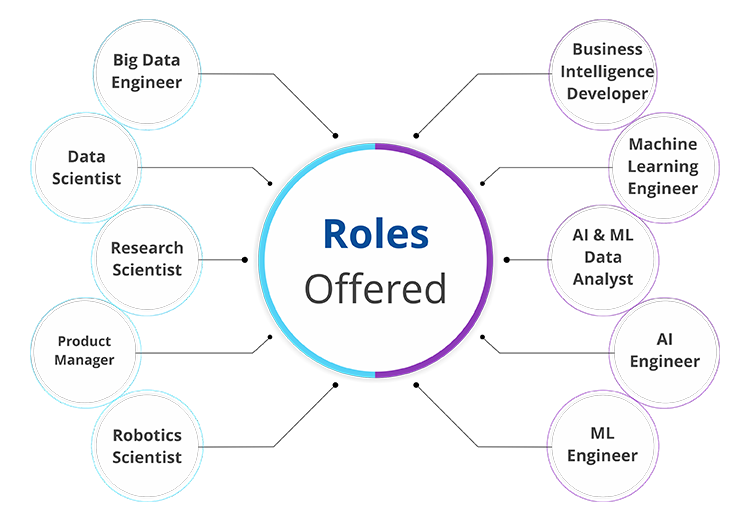 Big Data
Engineer
Data
Scientist
Research
Scientist
Product
Manager
Robotics
Scientist
Roles
Offered
Business
Intelligence
Developer
Machine
Learning
Engineer
AI & ML
Data
Analyst
AI
Engineer
ML
Engineer